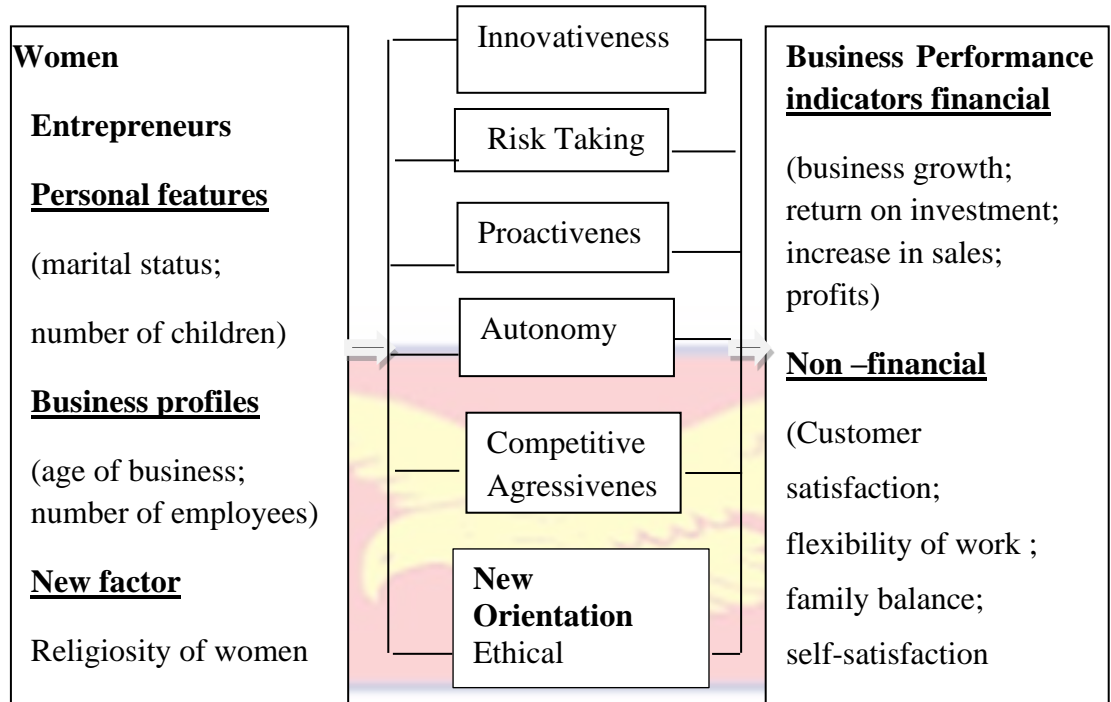 Women
Entrepreneurs
Personal features
(marital status;
number of children)
Business profiles
(age of business;
number of employees)
New factor
Religiosity of women
Innovativeness
Risk Taking
Proactivenes
Autonomy
Competitive
Agressivenes
New
Orientation
Ethical
Business Performance
indicators financial
(business growth;
return on investment;
increase in sales;
profits)
Non –financial
(Customer
satisfaction;
flexibility of work ;
family balance;
self-satisfaction